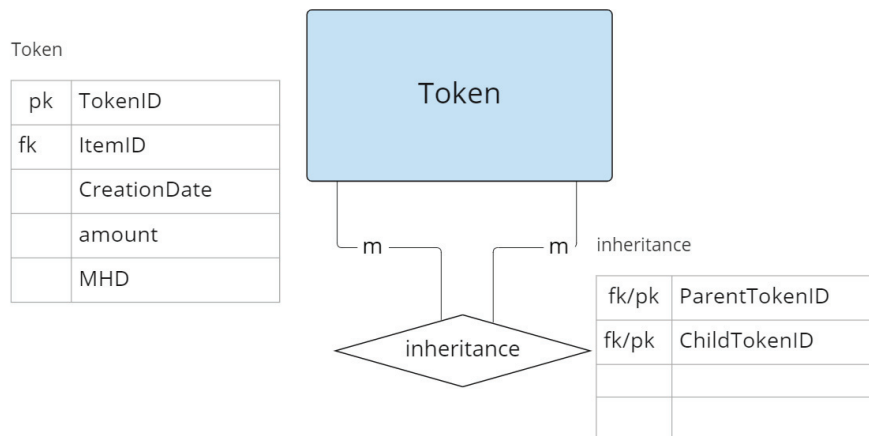 Token
pk TokenID
fk ItemID
CreationDate
amount
MHD
Token
m m
inheritance
inheritance
fk/pk ParentTokenID
fk/pk ChildTokenID